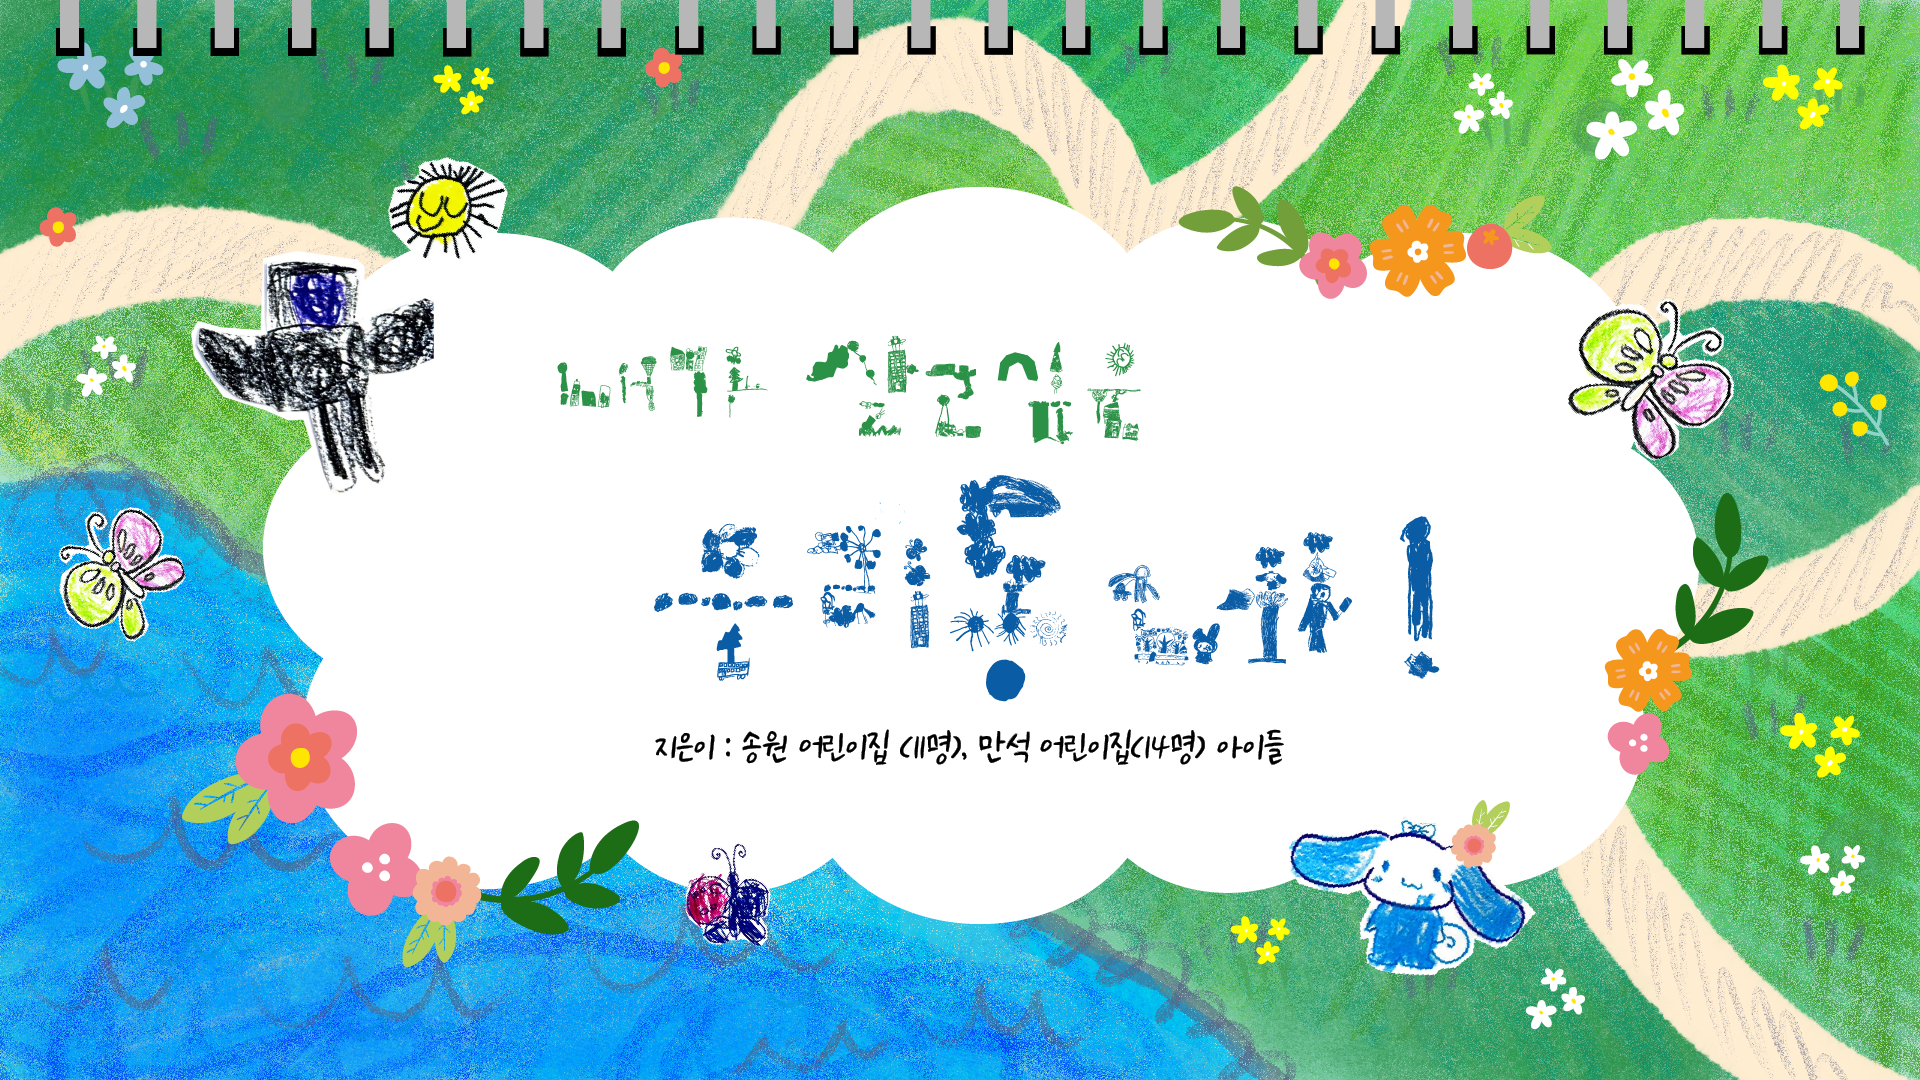 내가 살고싶은
우리동네!
지은이 : 송원 어린이집 (11명), 만석 어린이집(14명) 아이들